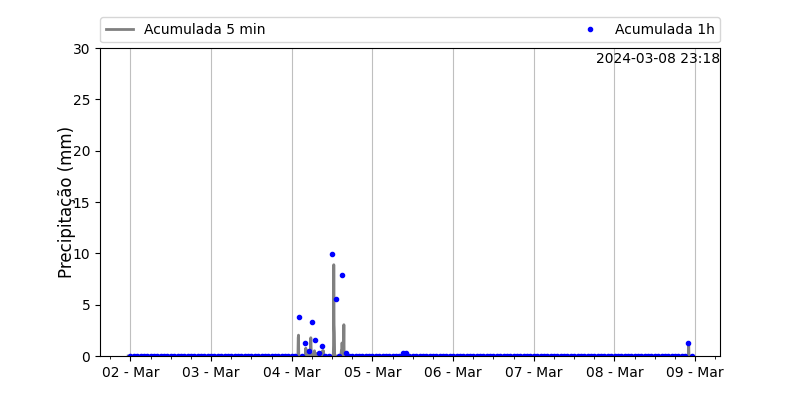 Acumulada 5 min
Acumulada 1h
2024-03-08 23:18
Precipitação (mm)
30
25
20
15
10
5
0
02 - Mar
03 - Mar
04 - Mar
05 - Mar
06 - Mar
07 - Mar
08 - Mar
09 - Mar